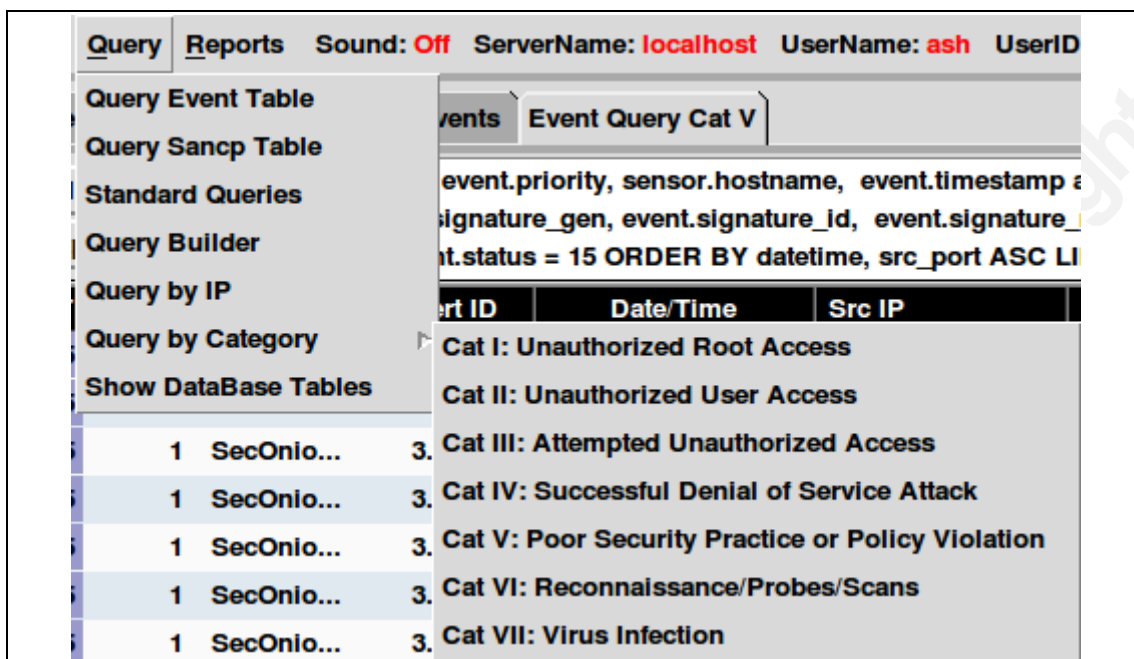 Query Reports Sound: Off ServerName: localhost UserName: ash UserID
Query Event Table
Query Sancp Table
Standard Queries
Query Builder
Query by IP
Query by Category
Show DataBase Tables
vents Event Query Cat V
event.priority, sensor.hostname, event.timestamp a
signature_gen, event.signature_id, event.signature_
nt.status = 15 ORDER BY datetime, src_port ASC LI
ert ID Date/Time Src IP
Cat I: Unauthorized Root Access
Cat II: Unauthorized User Access
Cat III: Attempted Unauthorized Access
Cat IV: Successful Denial of Service Attack
Cat V: Poor Security Practice or Policy Violation
Cat VI: Reconnaissance/Probes/Scans
Cat VII: Virus Infection
1 SecOnio... 3.
1 SecOnio... 3.
1 SecOnio... 3.
1 SecOnio... 3.
1 SecOnio... 3.